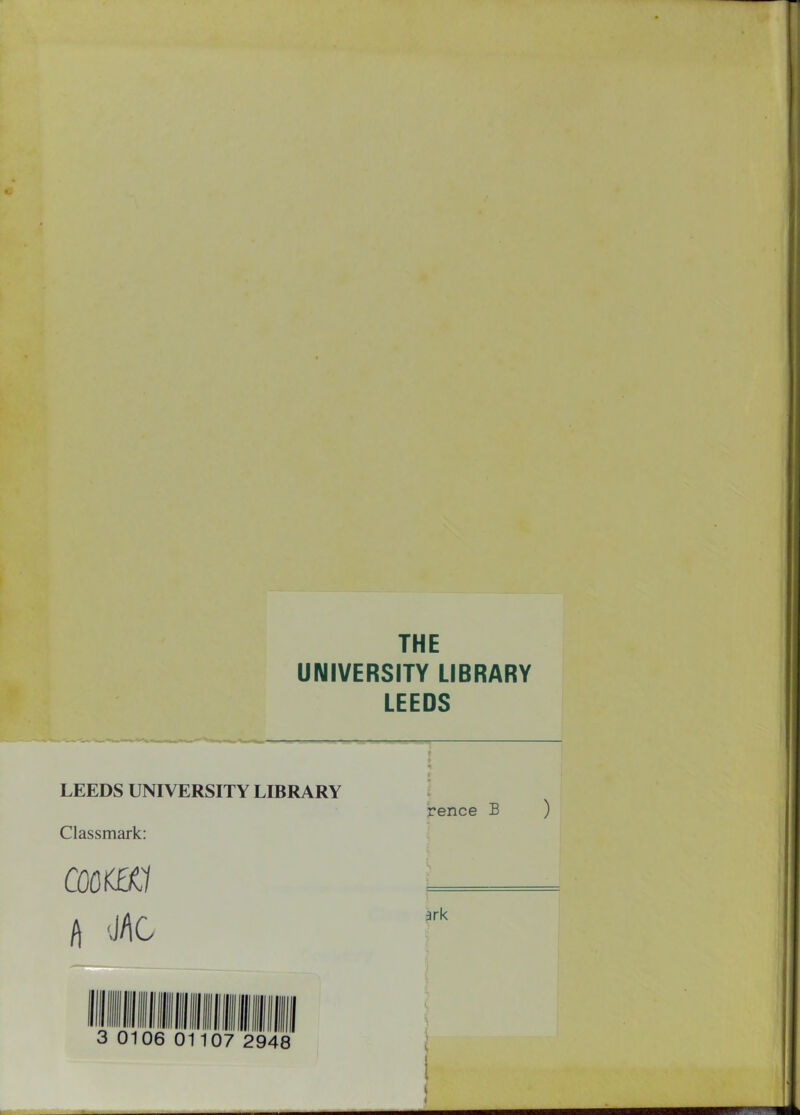 THE
UNIVERSITY LIBRARY
LEEDS
LEEDS UNIVERSITY LIBRARY
rence B )
Classmark:
COOKERY
A JAC
ark
3 0106 01107 2948